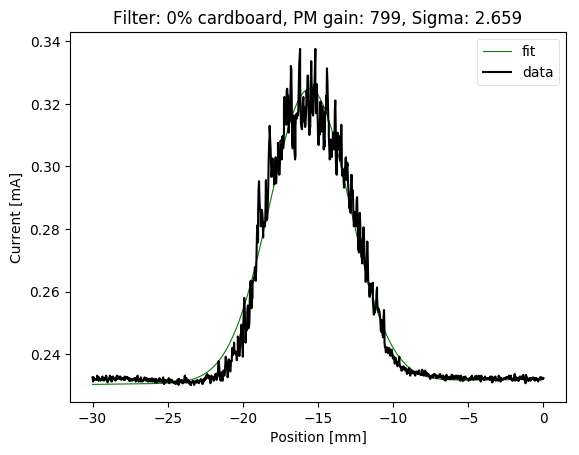 Filter: 0% cardboard, PM gain: 799, Sigma: 2.659
fit
data
Current [mA]
0.34
0.32
0.30
0.28
0.26
0.24
−30
−25
−20
−15
−10
−5
0
Position [mm]